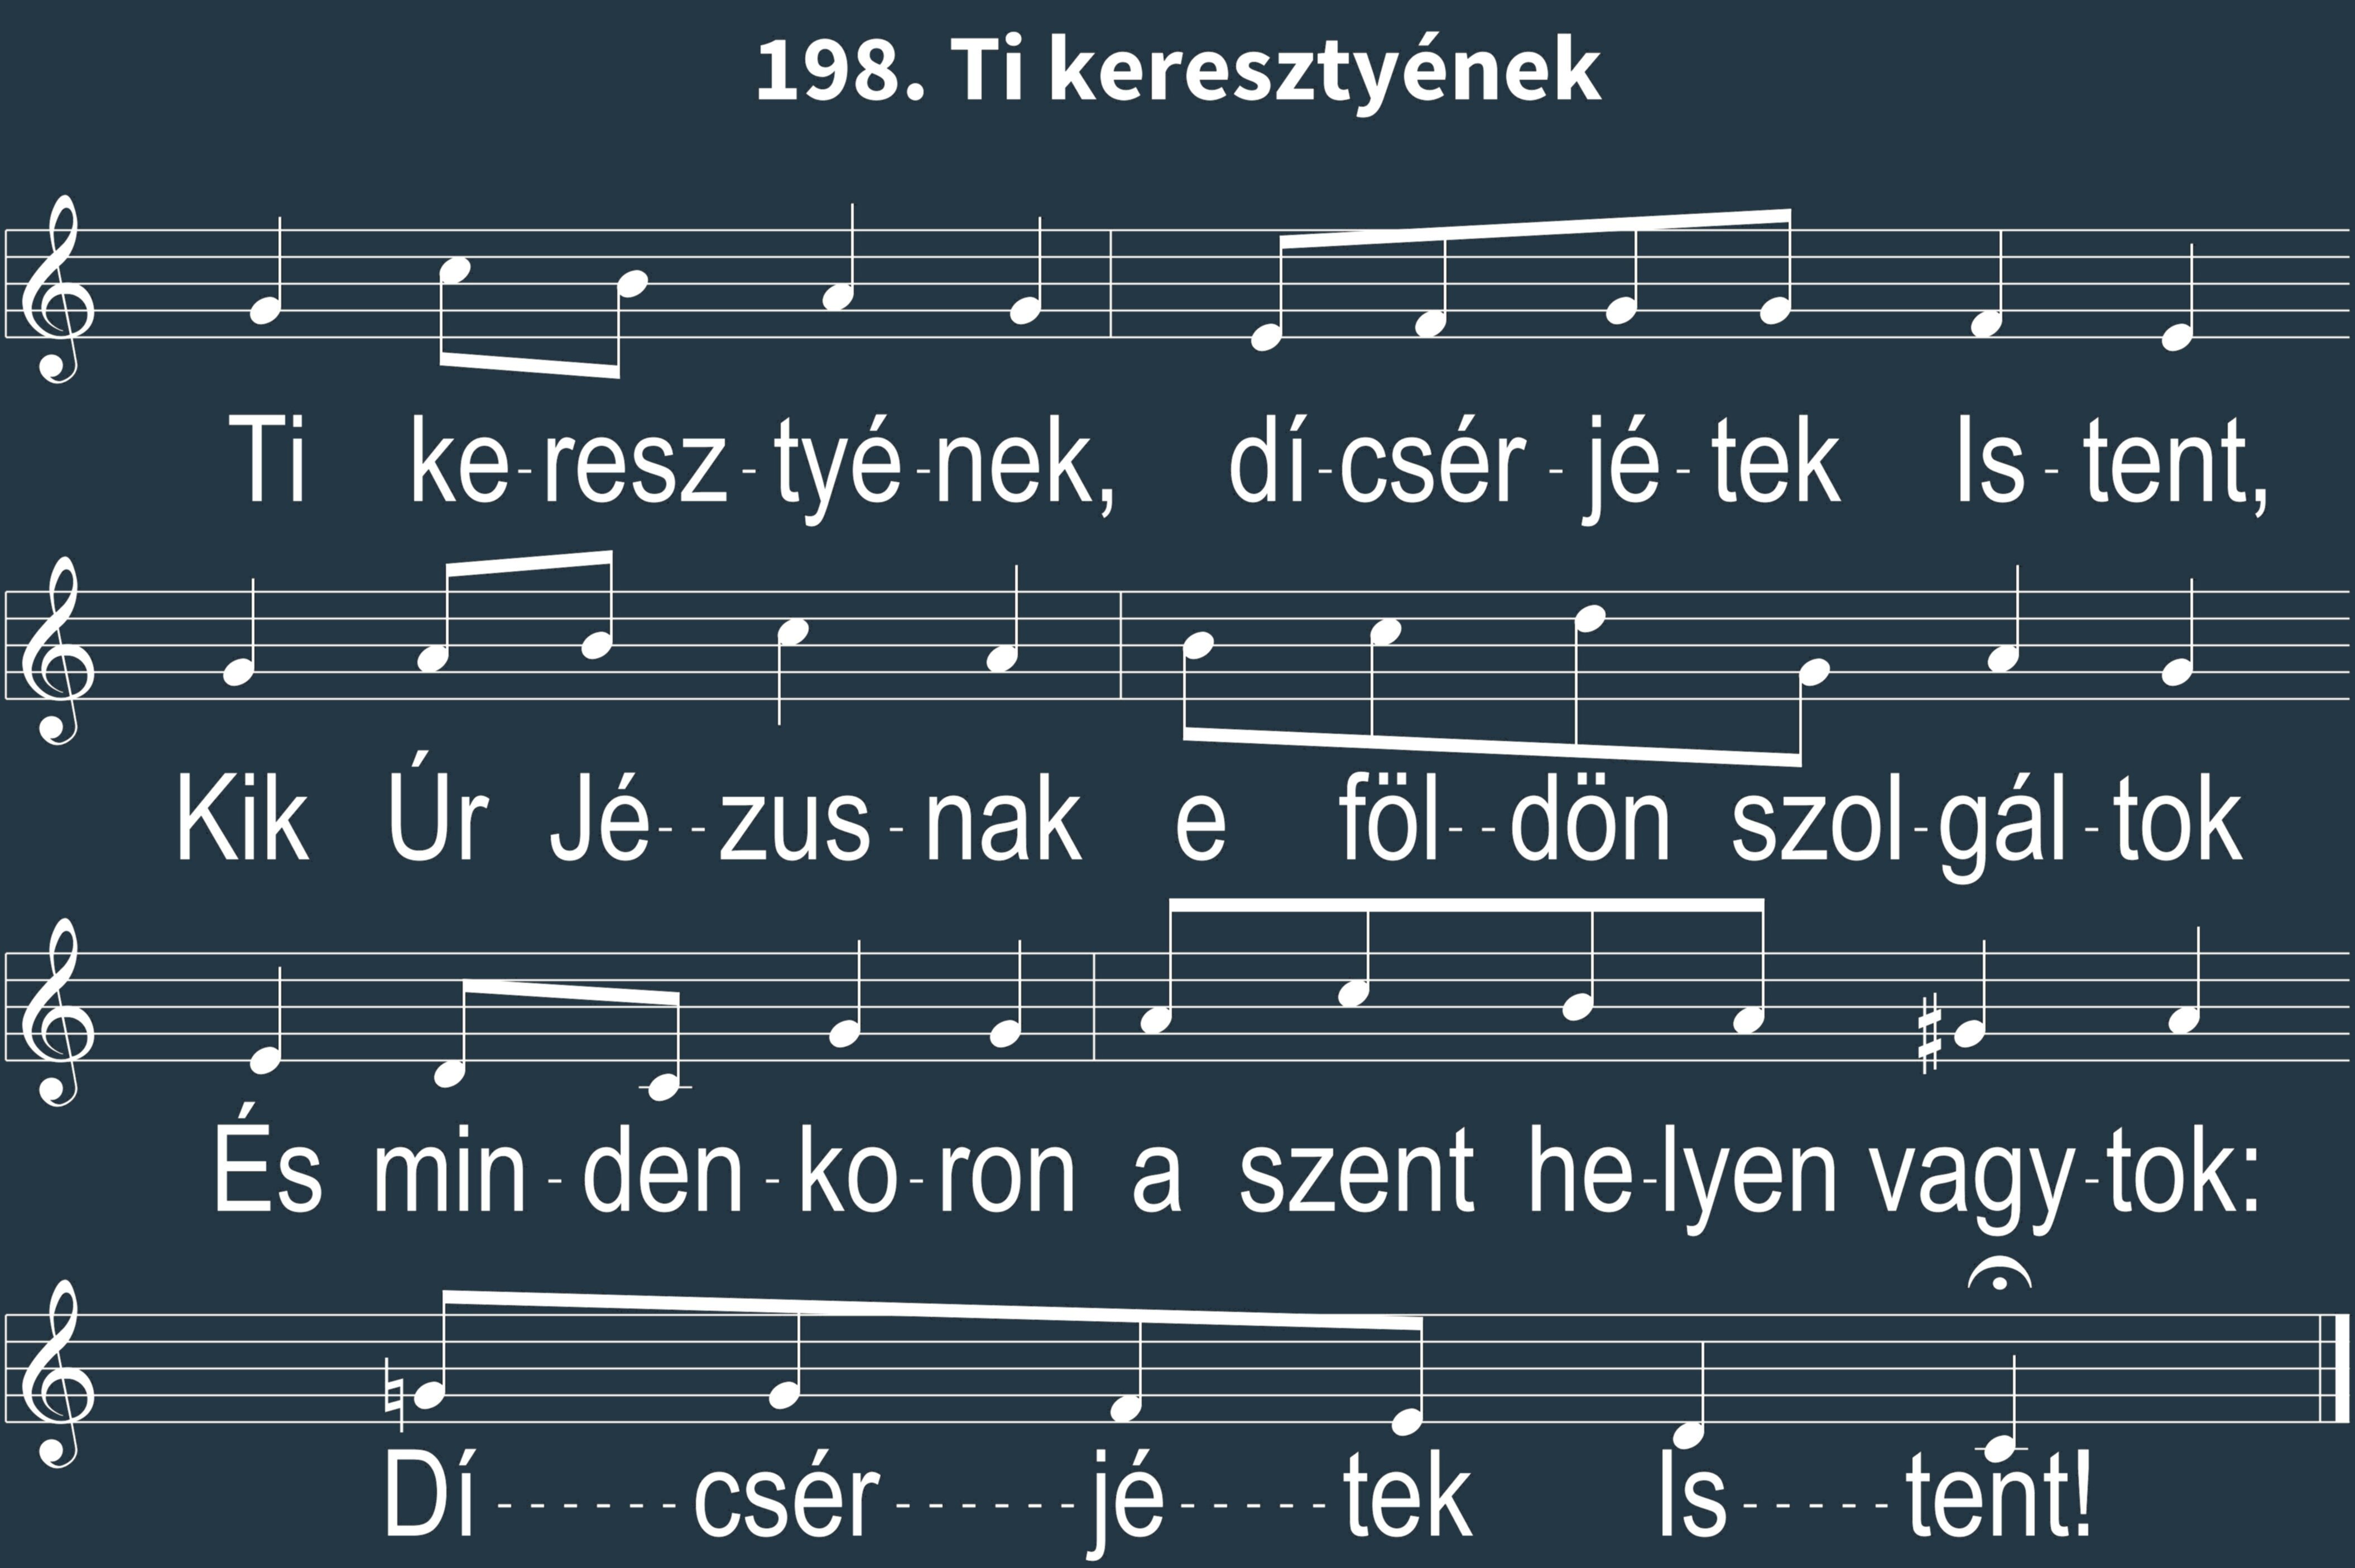 198. Ti keresztyének
Ti ke-resz-tyé-nek, dí-csér-jé-tek Is-tent,
Kik Úr Jé--zus-nak e föl--dön szol-gál-tok
És min-den-ko-ron a szent he-lyen vagy-tok:
Dí------csér------jé-----tek Is-----tent!